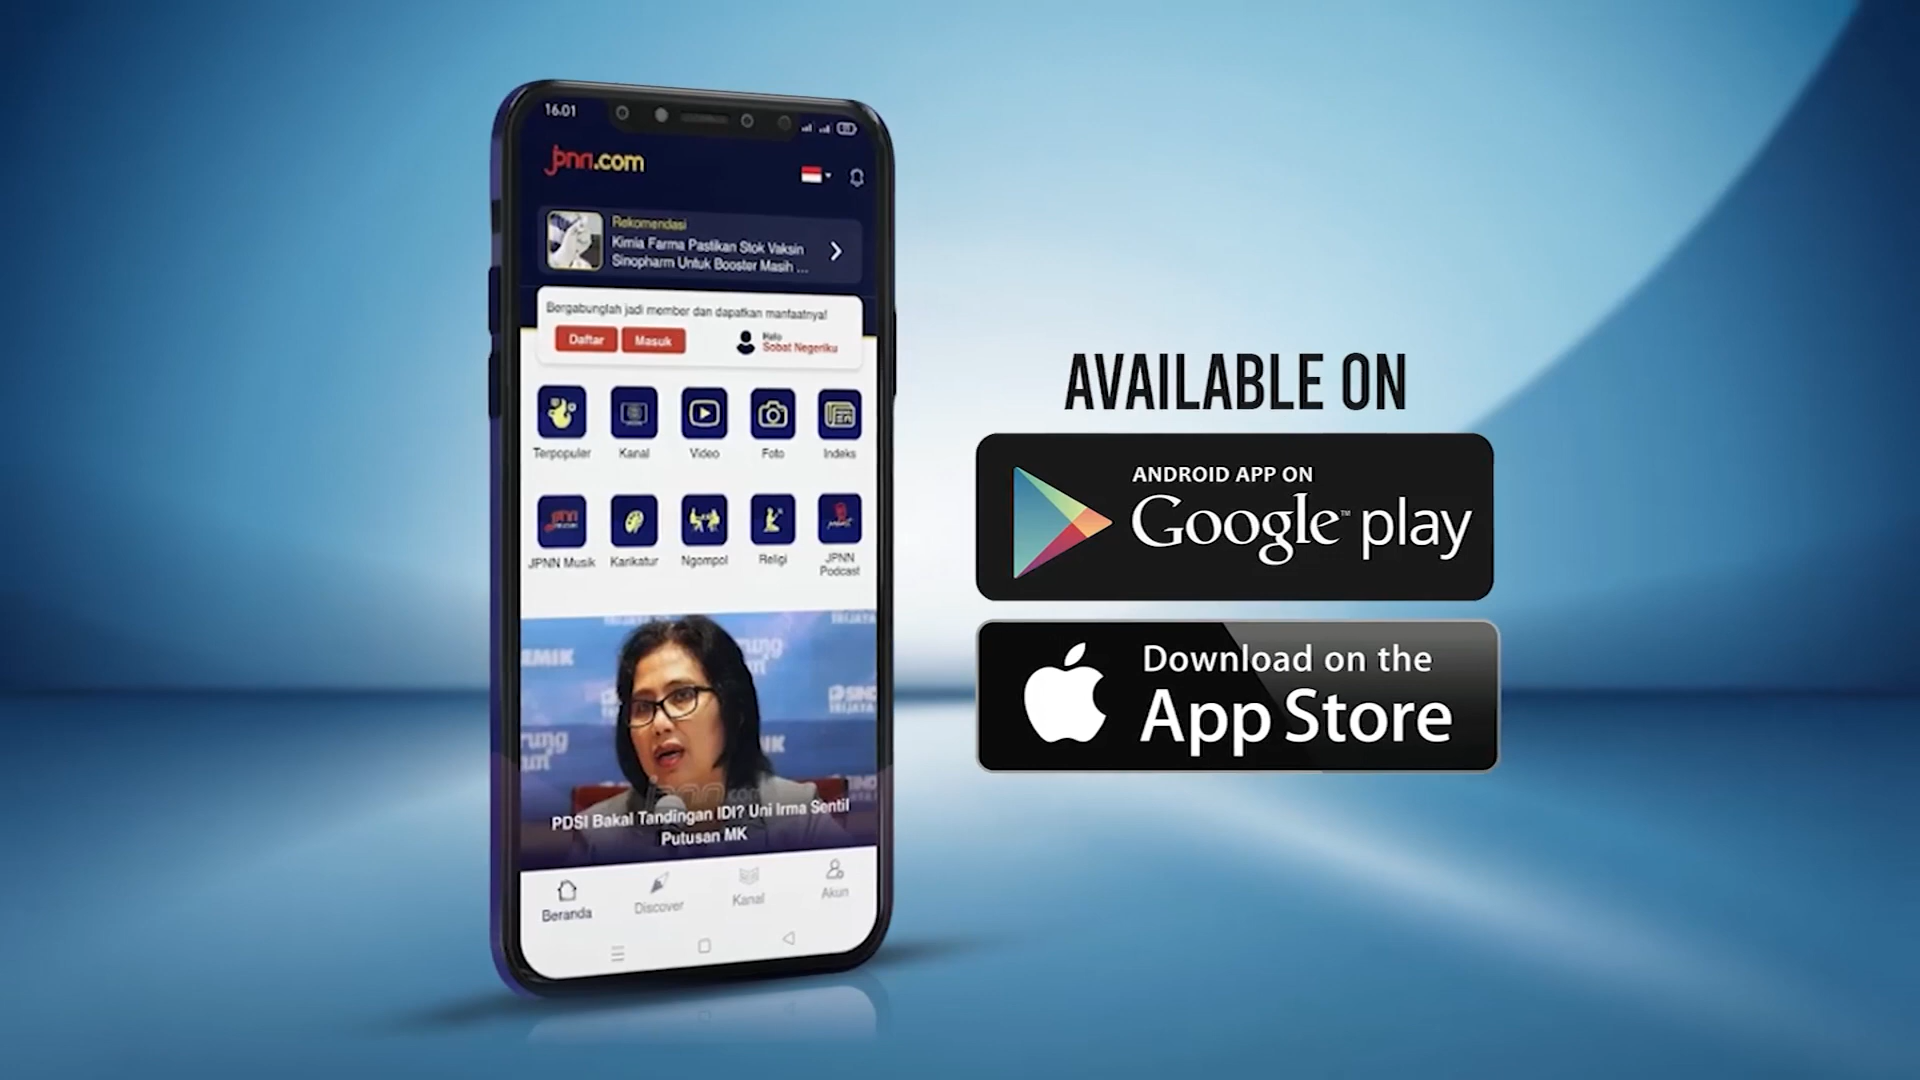 16.01
jpnn.com
Rekomendasi
Kimia Farma Pastikan Stok Vaksin
Sinopharm Untuk Booster Masih ...
Bergabunglah jadi member dan dapatkan manfaatnya!
Daftar
Masuk
Halo
Sobat Negeriku
Terpopuler
Kanal
Video
Foto
Indeks
JPNN Musik
Karikatur
Ngompol
Religi
JPNN
Podcast
PDSI Bakal Tandingan IDI? Uni Irma Sentil
Putusan MK
Beranda
Discover
Kanal
Akun
AVAILABLE ON
ANDROID APP ON
Google™ play
Download on the
App Store